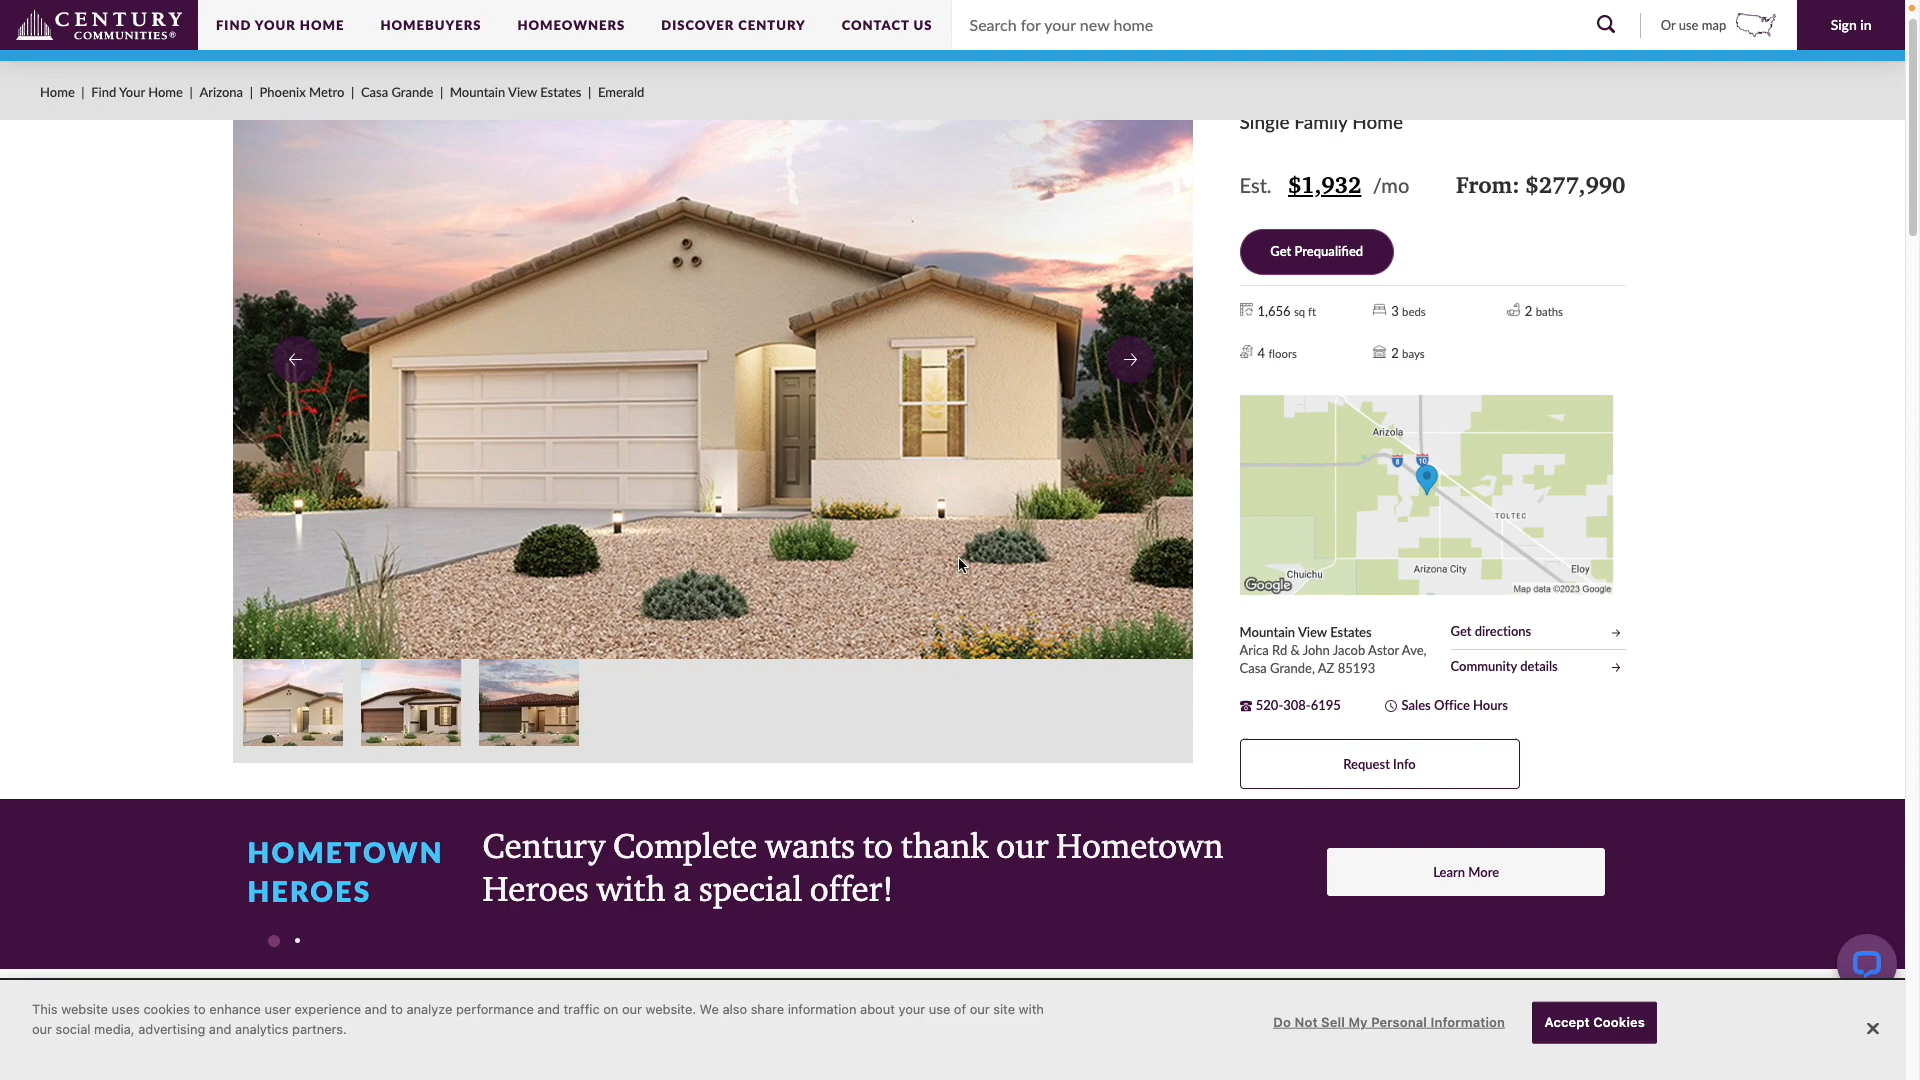 CENTURY
COMMUNITIES®
FIND YOUR HOME
HOMEBUYERS
HOMEOWNERS
DISCOVER CENTURY
CONTACT US
Search for your new home
Or use map
Sign in
Home | Find Your Home | Arizona | Phoenix Metro | Casa Grande | Mountain View Estates | Emerald
Single Family Home
Est. $1,932 /mo
From: $277,990
Get Prequalified
1,656 sq ft
3 beds
2 baths
4 floors
2 bays
Arizola
8
10
TOLTEC
Chuichu
Arizona City
Eloy
Google
Map data ©2023 Google
Mountain View Estates
Arica Rd & John Jacob Astor Ave,
Casa Grande, AZ 85193
Get directions
Community details
520-308-6195
Sales Office Hours
Request Info
HOMETOWN
HEROES
Century Complete wants to thank our Hometown
Heroes with a special offer!
Learn More
This website uses cookies to enhance user experience and to analyze performance and traffic on our website. We also share information about your use of our site with
our social media, advertising and analytics partners.
Do Not Sell My Personal Information
Accept Cookies